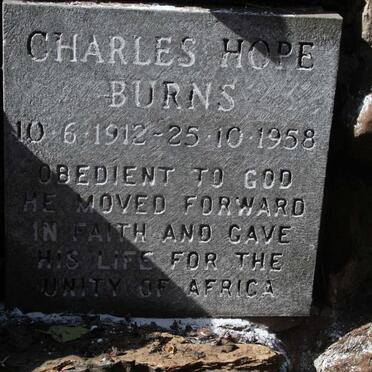 CHARLES HOPE
BURNS
10·6·1912-25·10·1958
OBEDIENT TO GOD
HE MOVED FORWARD
IN FAITH AND GAVE
HIS LIFE FOR THE
UNITY OF AFRICA